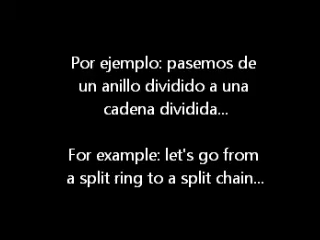 Por ejemplo: pasemos de
un anillo dividido a una
cadena dividida...
For example: let's go from
a split ring to a split chain...